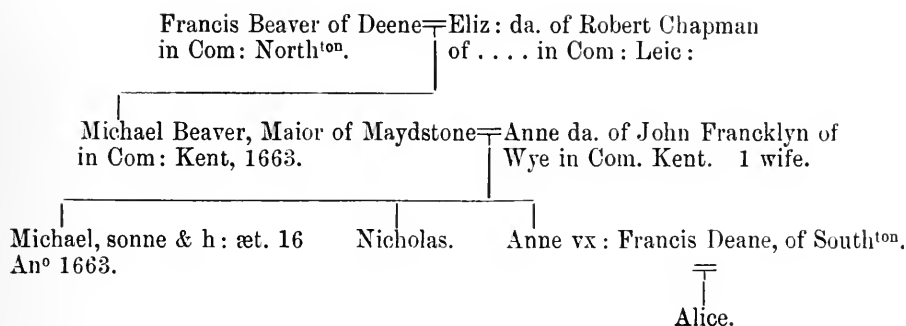 Francis Beaver of Deene Eliz: da. of Robert Chapman
in Com: Northton. of .... in Com: Leic:
Michael Beaver, Maior of Maydstone Anne da. of John Francklyn of
in Com: Kent, 1663. Wye in Com. Kent. 1 wife.
Michael, sonne & h: æt. 16 Nicholas. Anne vx: Francis Deane, of Southton.
Ano 1663.
Alice.